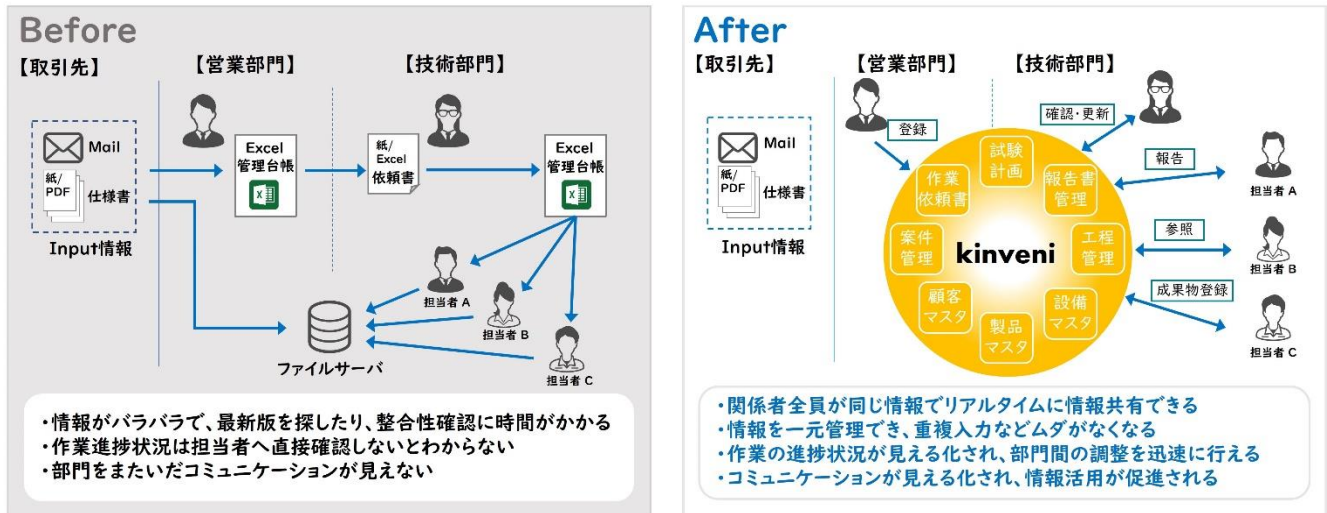 Before
【取引先】
【営業部門】
【技術部門】
Mail
紙/
PDF
仕様書
Input情報
Excel
管理台帳
紙/
Excel
依頼書
Excel
管理台帳
担当者 A
担当者 B
担当者 C
ファイルサーバ
・情報がバラバラで、最新版を探したり、整合性確認に時間がかかる
・作業進捗状況は担当者へ直接確認しないとわからない
・部門をまたいだコミュニケーションが見えない
After
【取引先】
【営業部門】
【技術部門】
Mail
紙/
PDF
仕様書
Input情報
登録
確認・更新
報告
参照
成果物登録
試験
計画
作業
依頼書
報告書
管理
案件
管理
kinveni
工程
管理
顧客
マスタ
設備
マスタ
製品
マスタ
担当者 A
担当者 B
担当者 C
・関係者全員が同じ情報でリアルタイムに情報共有できる
・情報を一元管理でき、重複入力などムダがなくなる
・作業の進捗状況が見える化され、部門間の調整を迅速に行える
・コミュニケーションが見える化され、情報活用が促進される